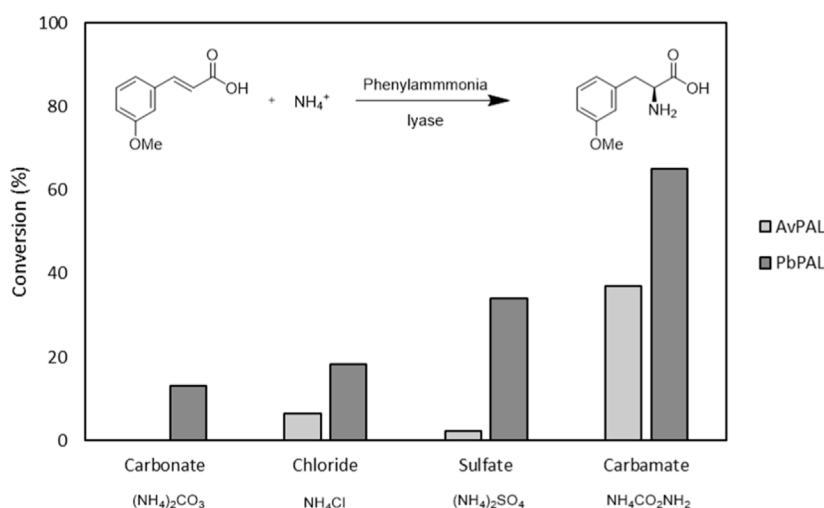 100
80
60
40
20
0
Conversion (%)
O
OH
OMe
+ NH₄⁺
Phenylammmonia
lyase
O
OH
NH₂
OMe
AvPAL
PbPAL
Carbonate Chloride Sulfate Carbamate
(NH₄)₂CO₃ NH₄Cl (NH₄)₂SO₄ NH₄CO₂NH₂